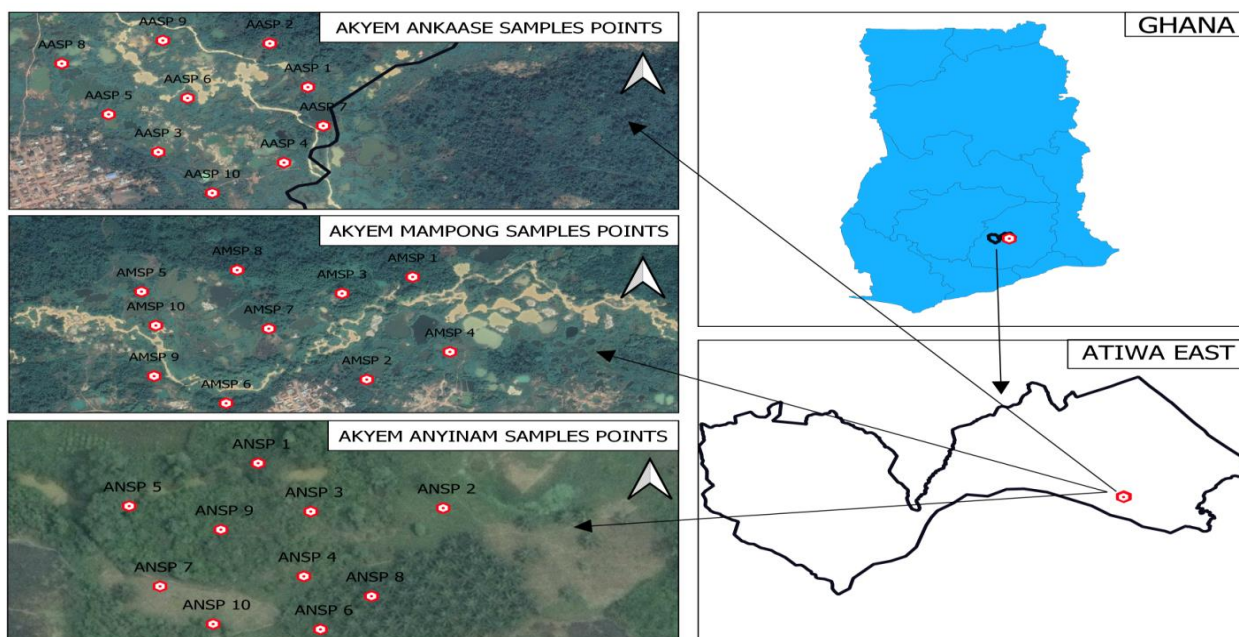 AKYEM ANKAASE SAMPLES POINTS
AASP 9
AASP 2
AASP 8
AASP 1
AASP 6
AASP 5
AASP 7
AASP 3
AASP 4
AASP 10
AKYEM MAMPONG SAMPLES POINTS
AMSP 8
AMSP 1
AMSP 5
AMSP 3
AMSP 10
AMSP 7
AMSP 4
AMSP 9
AMSP 2
AMSP 6
AKYEM ANYINAM SAMPLES POINTS
ANSP 1
ANSP 5
ANSP 3
ANSP 2
ANSP 9
ANSP 4
ANSP 7
ANSP 8
ANSP 10
ANSP 6
GHANA
ATIWA EAST